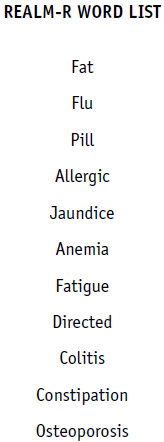 REALM-R WORD LIST
Fat
Flu
Pill
Allergic
Jaundice
Anemia
Fatigue
Directed
Colitis
Constipation
Osteoporosis